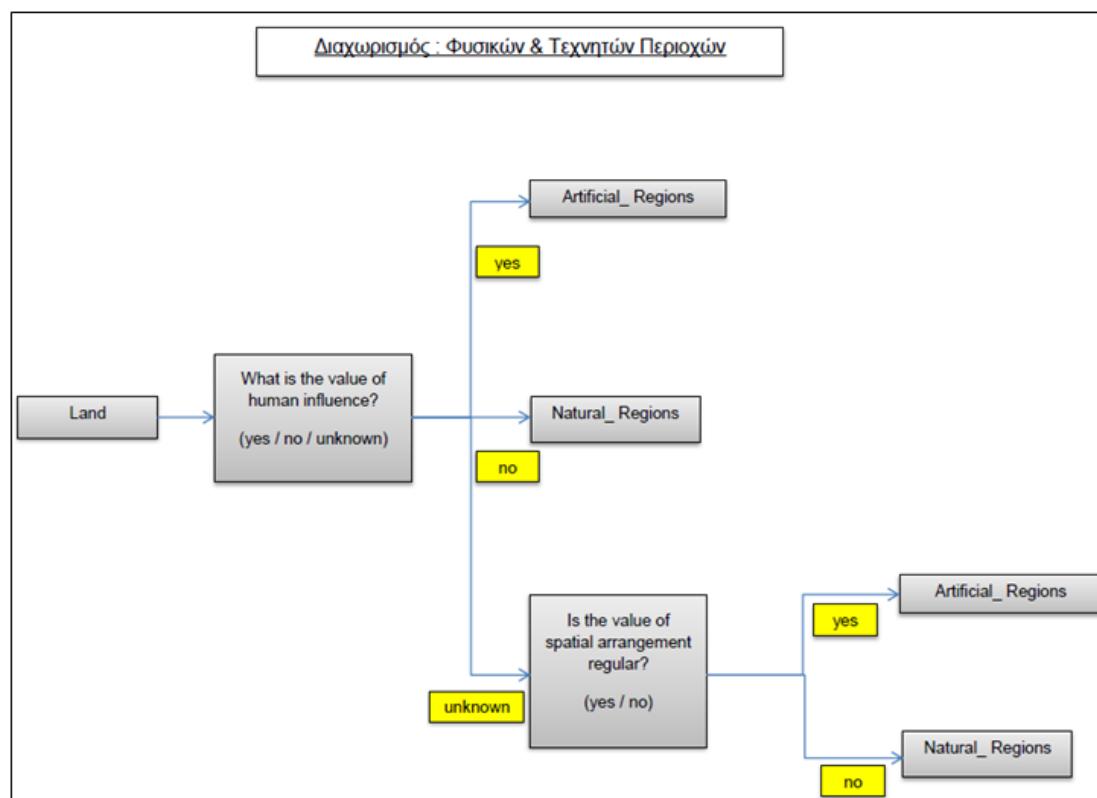 Διαχωρισμός : Φυσικών & Τεχνητών Περιοχών
Artificial_ Regions
yes
What is the value of
human influence?
(yes / no / unknown)
Land
Natural_ Regions
no
Is the value of
spatial arrangement
regular?
(yes / no)
unknown
Artificial_ Regions
yes
Natural_ Regions
no